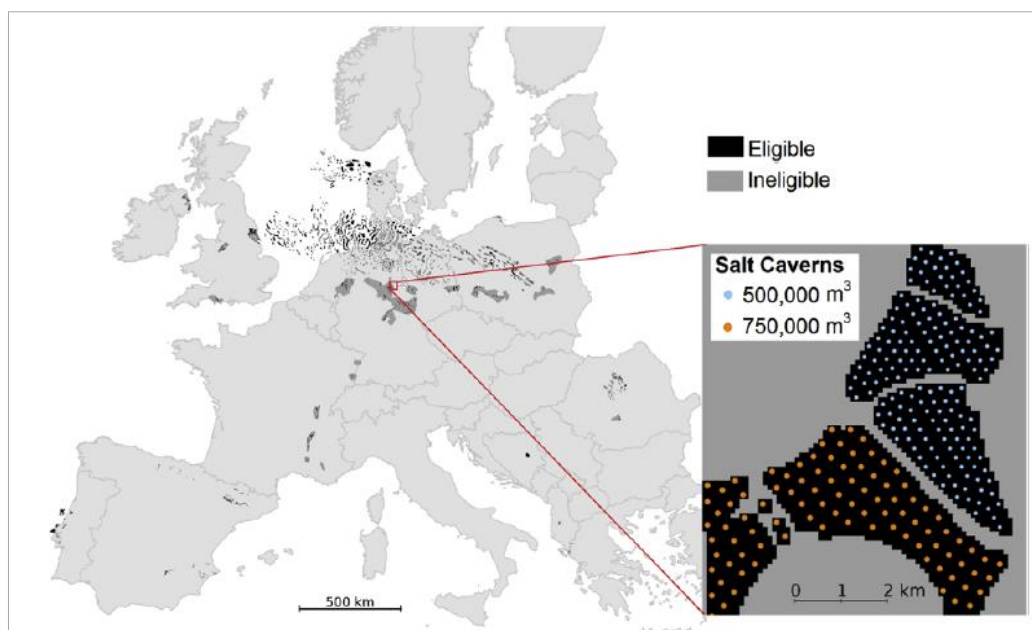 Eligible
Ineligible
Salt Caverns
500,000 m³
750,000 m³
500 km
0 1 2 km